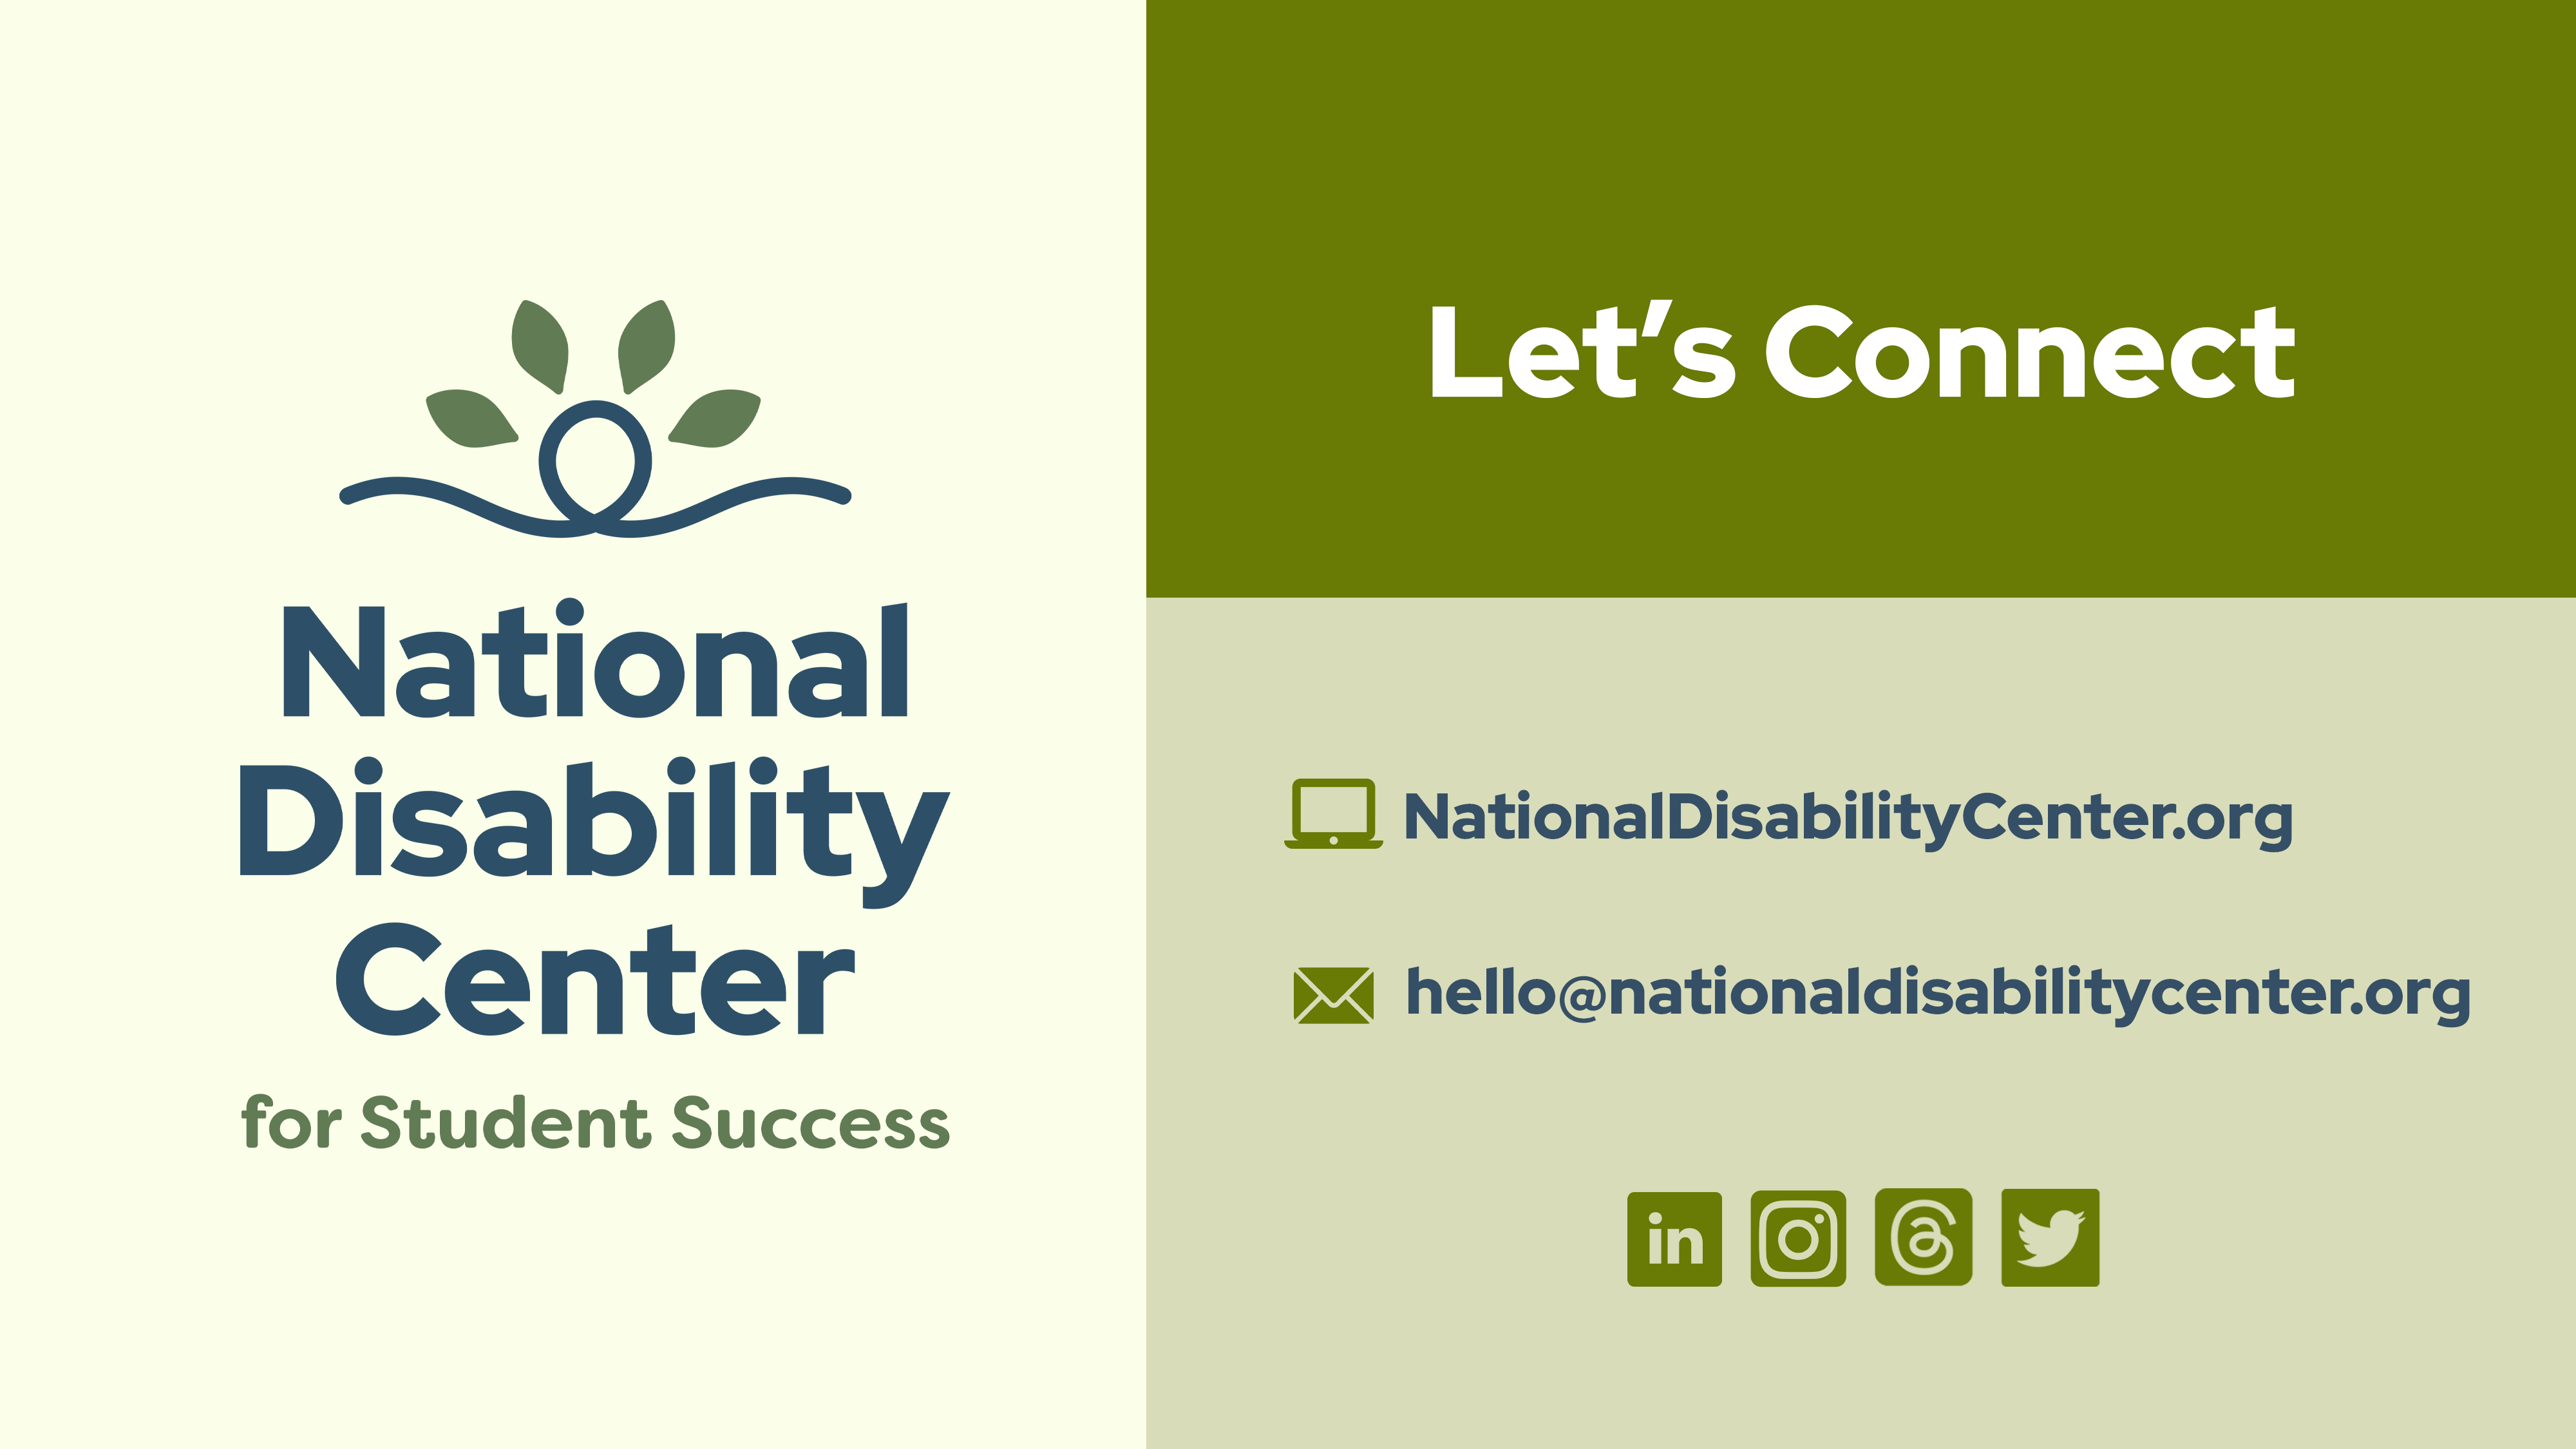 National
Disability
Center
for Student Success
Let’s Connect
NationalDisabilityCenter.org
hello@nationaldisabilitycenter.org
in